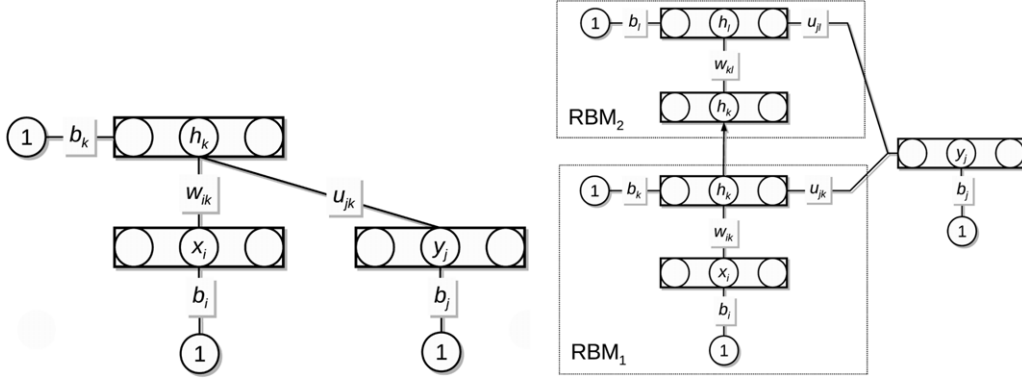 1 b_k h_k
w_ik
u_jk
x_i y_j
b_i b_j
1 1
1 b_l h_l u_jl
w_kl
RBM_2 h_k
y_j
1 b_k h_k u_jk
b_j
w_ik
1
x_i
b_i
RBM_1 1